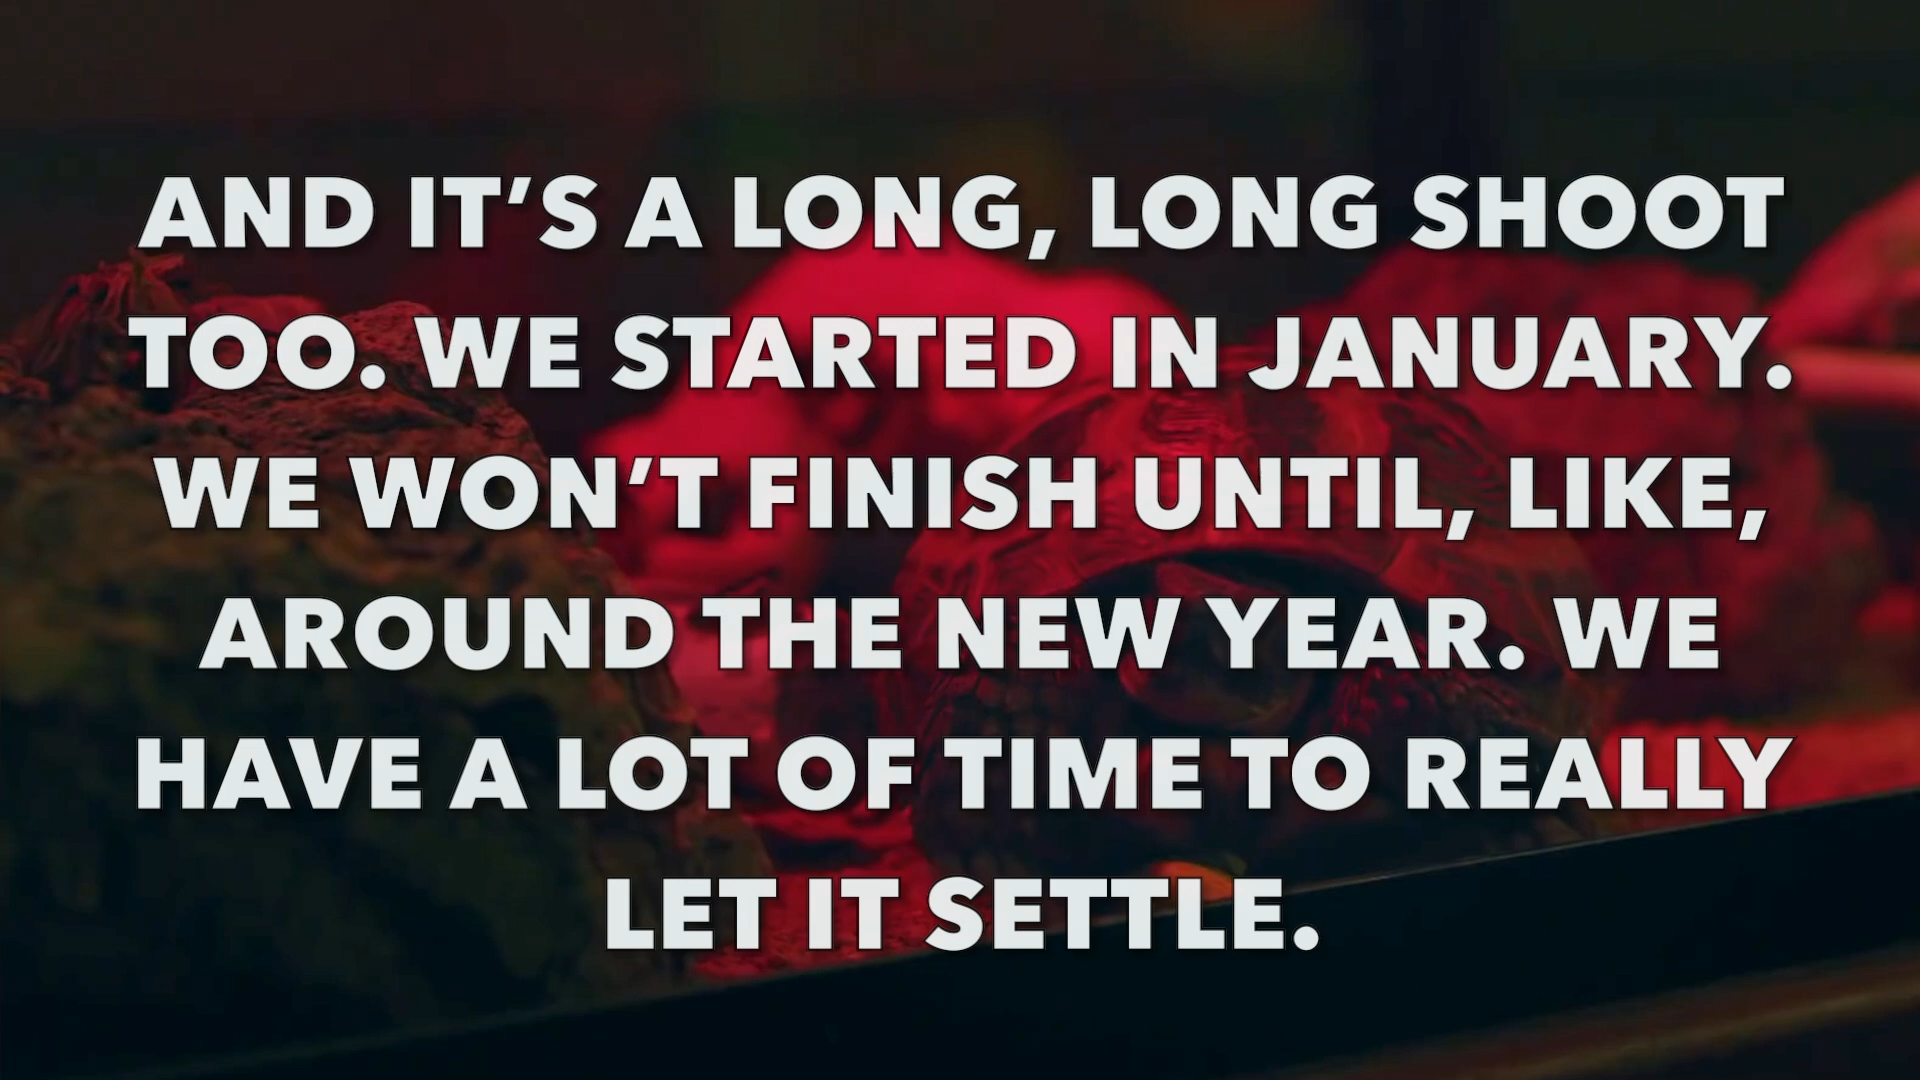 AND IT’S A LONG, LONG SHOOT
TOO. WE STARTED IN JANUARY.
WE WON’T FINISH UNTIL, LIKE,
AROUND THE NEW YEAR. WE
HAVE A LOT OF TIME TO REALLY
LET IT SETTLE.